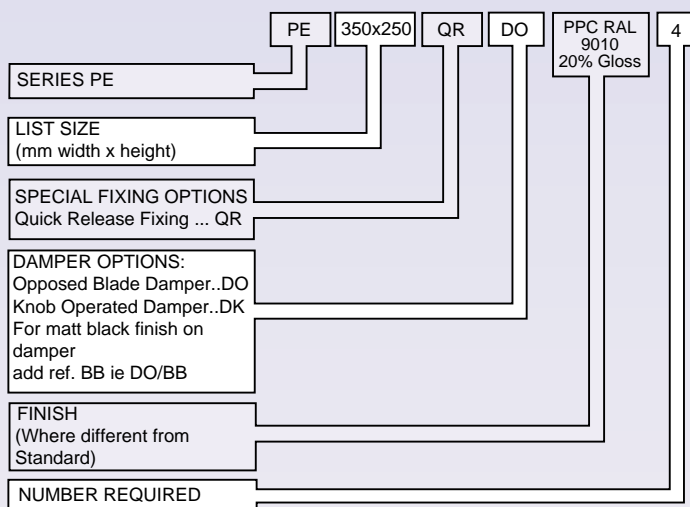 PE 350x250 QR DO PPC RAL 4
9010
20% Gloss
SERIES PE
LIST SIZE
(mm width x height)
SPECIAL FIXING OPTIONS
Quick Release Fixing ... QR
DAMPER OPTIONS:
Opposed Blade Damper..DO
Knob Operated Damper..DK
For matt black finish on
damper
add ref. BB ie DO/BB
FINISH
(Where different from
Standard)
NUMBER REQUIRED